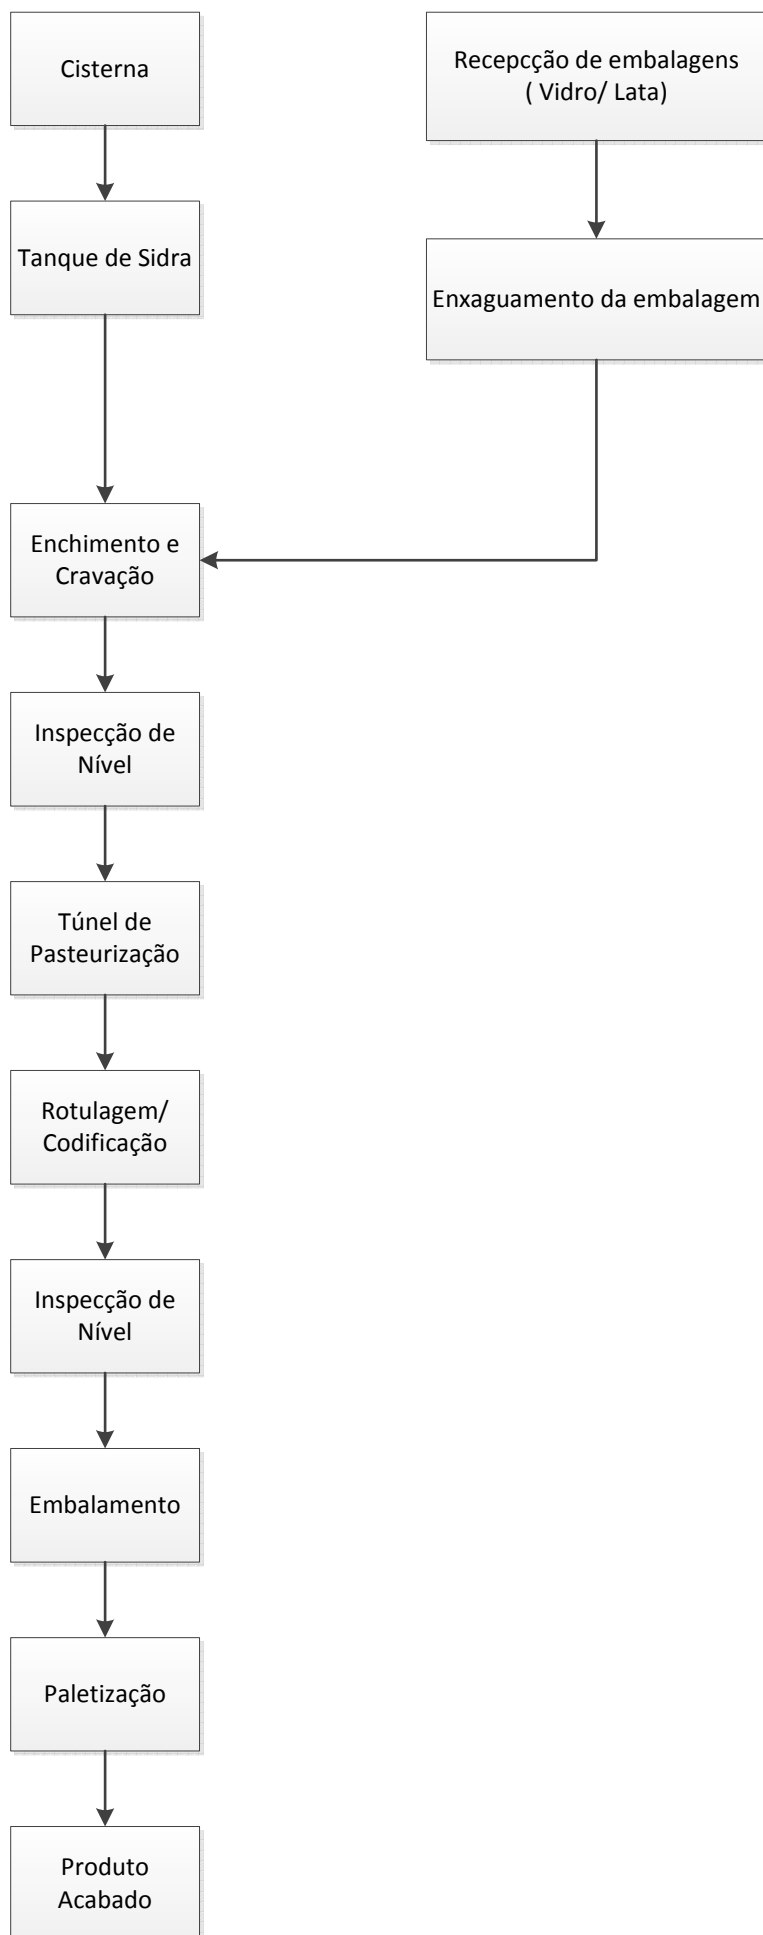 Cisterna
Recepcção de embalagens
( Vidro/ Lata)
Tanque de Sidra
Enxaguamento da embalagem
Enchimento e
Cravação
Inspecção de
Nível
Túnel de
Pasteurização
Rotulagem/
Codificação
Inspecção de
Nível
Embalamento
Paletização
Produto
Acabado